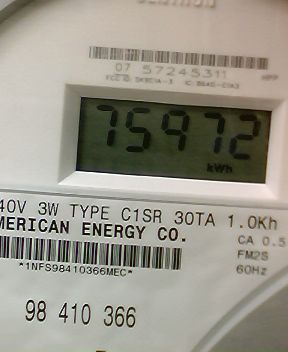 07 57245311
75972
kWh
40V 3W TYPE C1SR 30TA 1.0Kh
MERICAN ENERGY CO.
CA 0.5
*1NFS98410366MEC*
FM2S
60Hz
98 410 366